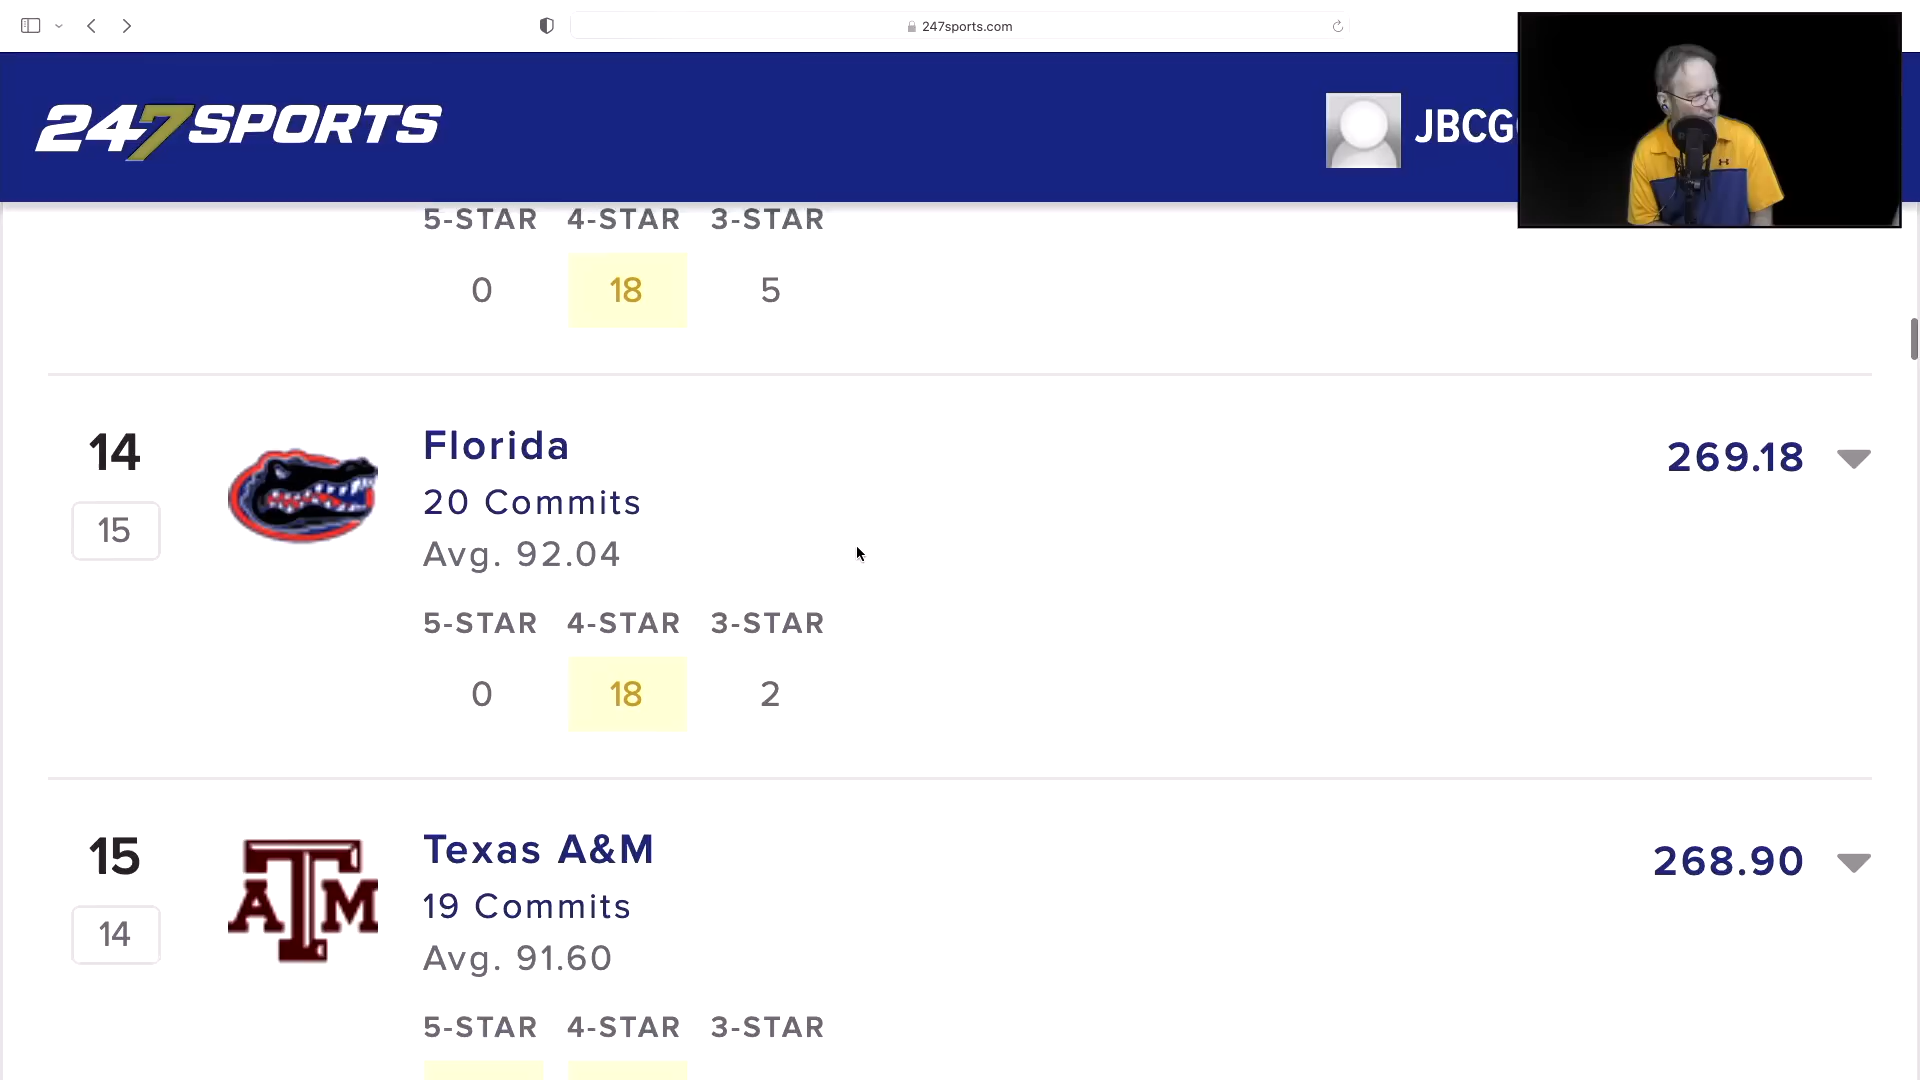 247sports.com
247SPORTS
JBCG
5-STAR 4-STAR 3-STAR
0 18 5
14
15
Florida
20 Commits
Avg. 92.04
269.18
5-STAR 4-STAR 3-STAR
0 18 2
15
14
Texas A&M
19 Commits
Avg. 91.60
268.90
5-STAR 4-STAR 3-STAR